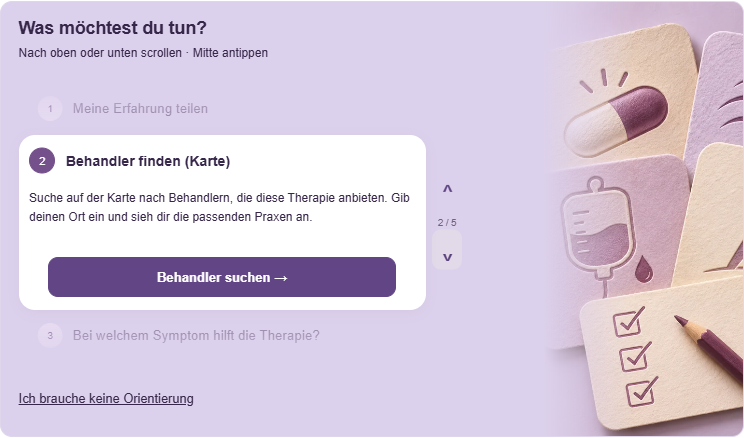 Was möchtest du tun?
Nach oben oder unten scrollen · Mitte antippen
1 Meine Erfahrung teilen
2 Behandler finden (Karte)
Suche auf der Karte nach Behandlern, die diese Therapie anbieten. Gib
deinen Ort ein und sieh dir die passenden Praxen an.
2 / 5
Behandler suchen →
3 Bei welchem Symptom hilft die Therapie?
Ich brauche keine Orientierung